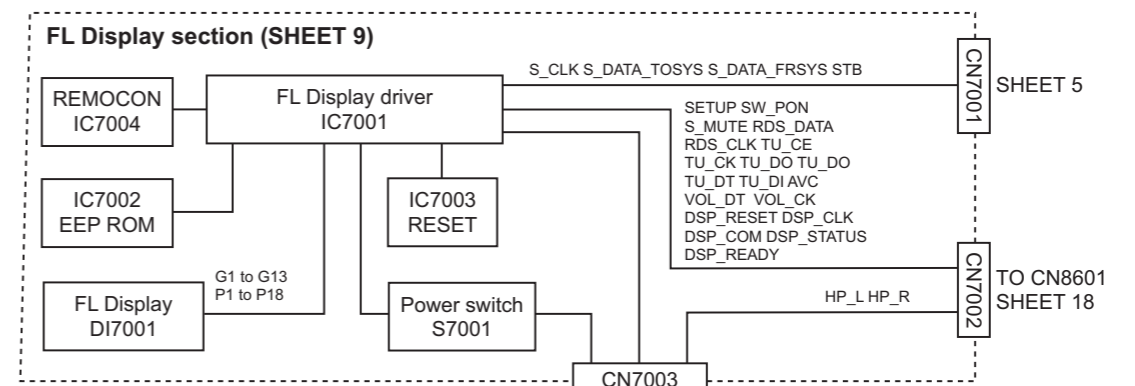 FL Display section (SHEET 9)
S_CLK S_DATA_TOSYS S_DATA_FRSYS STB
CN7001
SHEET 5
REMOCON
IC7004
FL Display driver
IC7001
SETUP SW_PON
S_MUTE RDS_DATA
RDS_CLK TU_CE
TU_CK TU_DO TU_DO
TU_DT TU_DI AVC
VOL_DT VOL_CK
DSP_RESET DSP_CLK
DSP_COM DSP_STATUS
DSP_READY
IC7002
EEP ROM
IC7003
RESET
G1 to G13
P1 to P18
FL Display
DI7001
Power switch
S7001
HP_L HP_R
CN7002
TO CN8601
SHEET 18
CN7003